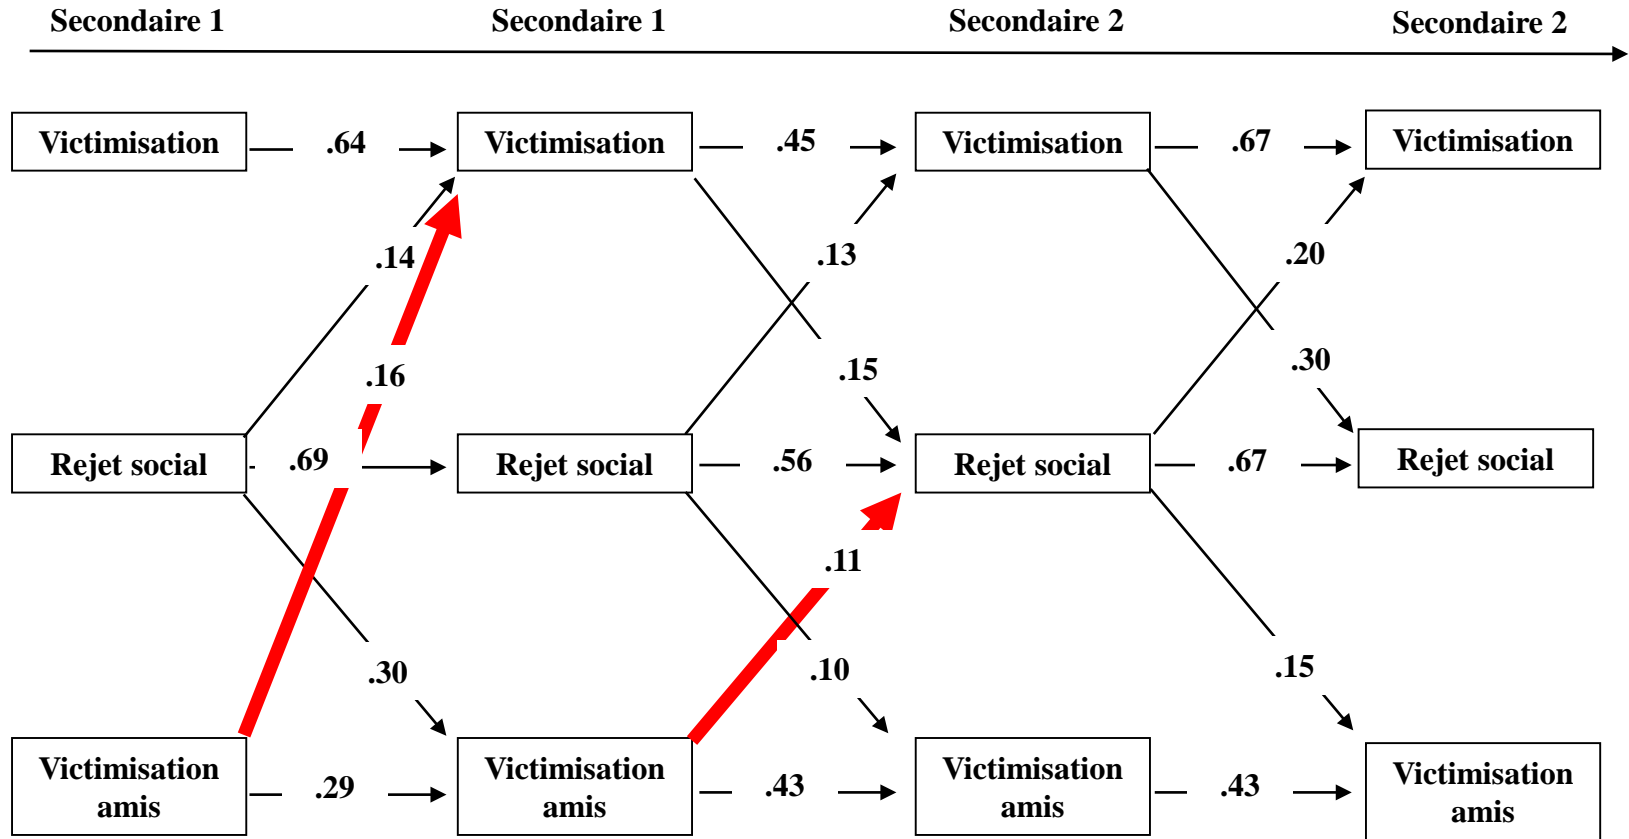 Secondaire 1
Secondaire 1
Secondaire 2
Secondaire 2
Victimisation
.64
Victimisation
.45
Victimisation
.67
Victimisation
.14
.13
.20
.16
.15
.30
Rejet social
.69
Rejet social
.56
Rejet social
.67
Rejet social
.11
.30
.10
.15
Victimisation
amis
.29
Victimisation
amis
.43
Victimisation
amis
.43
Victimisation
amis